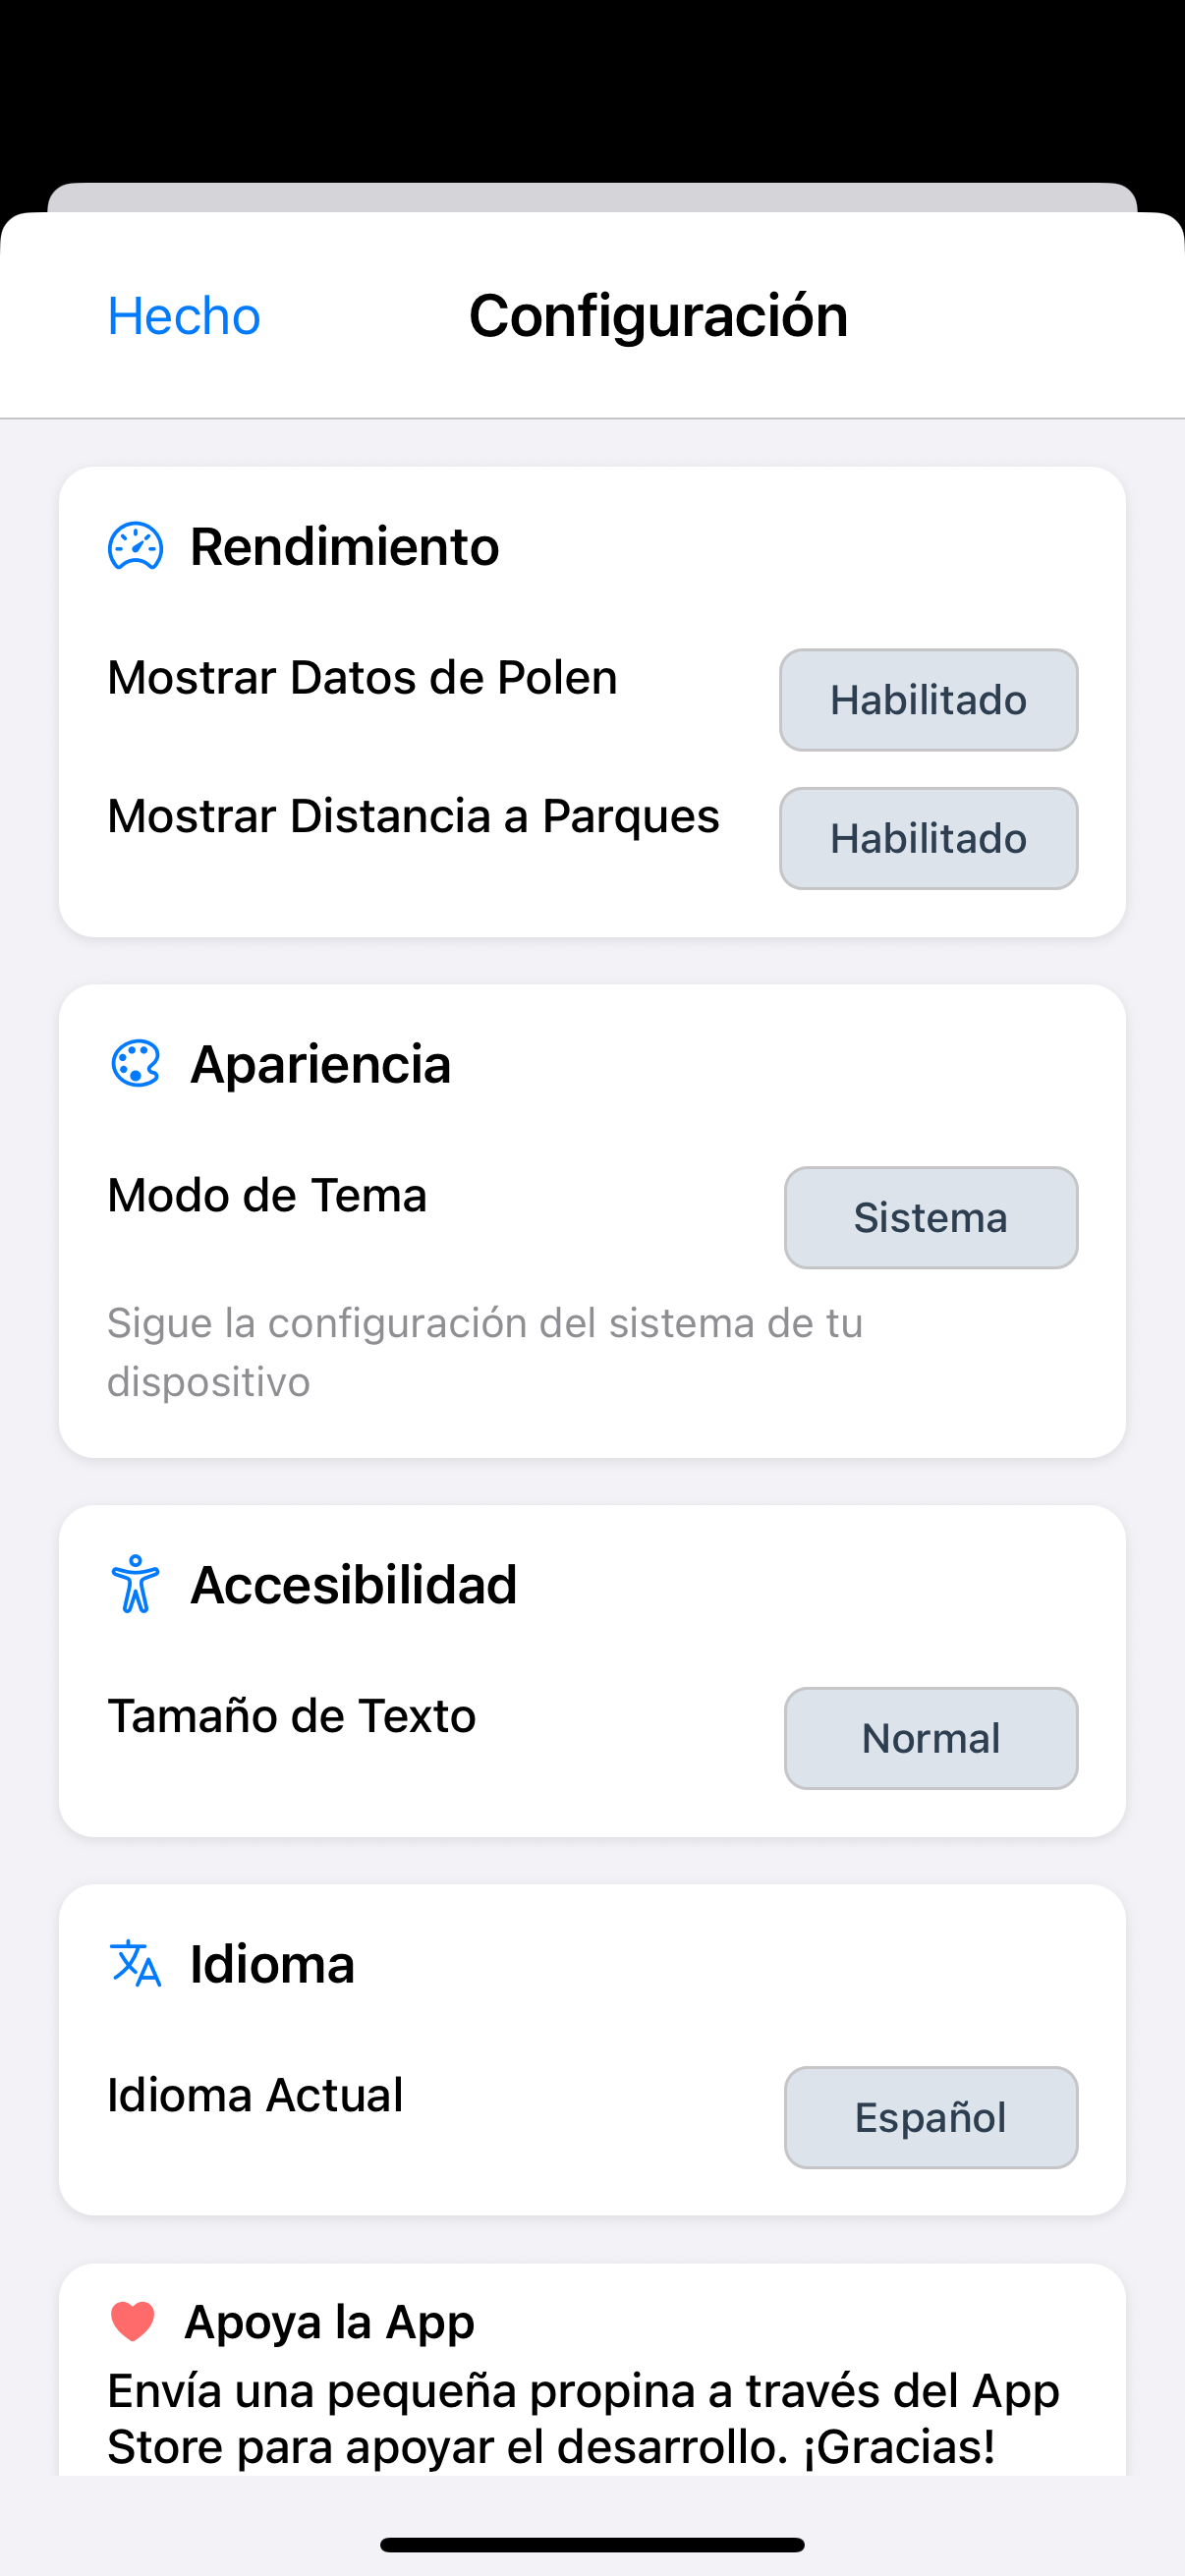 Hecho
Configuración
Rendimiento
Mostrar Datos de Polen
Habilitado
Mostrar Distancia a Parques
Habilitado
Apariencia
Modo de Tema
Sistema
Sigue la configuración del sistema de tu
dispositivo
Accesibilidad
Tamaño de Texto
Normal
Idioma
Idioma Actual
Español
Apoya la App
Envía una pequeña propina a través del App
Store para apoyar el desarrollo. ¡Gracias!